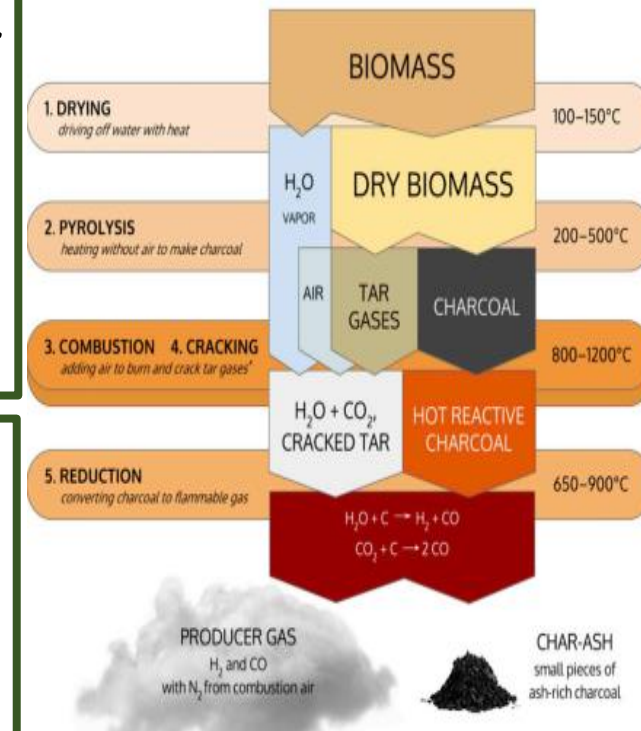 BIOMASS
1. DRYING
driving off water with heat
100–150°C
H₂O
VAPOR
DRY BIOMASS
2. PYROLYSIS
heating without air to make charcoal
200–500°C
AIR
TAR
GASES
CHARCOAL
3. COMBUSTION 4. CRACKING
adding air to burn and crack tar gases*
800–1200°C
H₂O + CO₂,
CRACKED TAR
HOT REACTIVE
CHARCOAL
5. REDUCTION
converting charcoal to flammable gas
650–900°C
H₂O + C → H₂ + CO
CO₂ + C → 2 CO
PRODUCER GAS
H₂ and CO
with N₂ from combustion air
CHAR-ASH
small pieces of
ash-rich charcoal